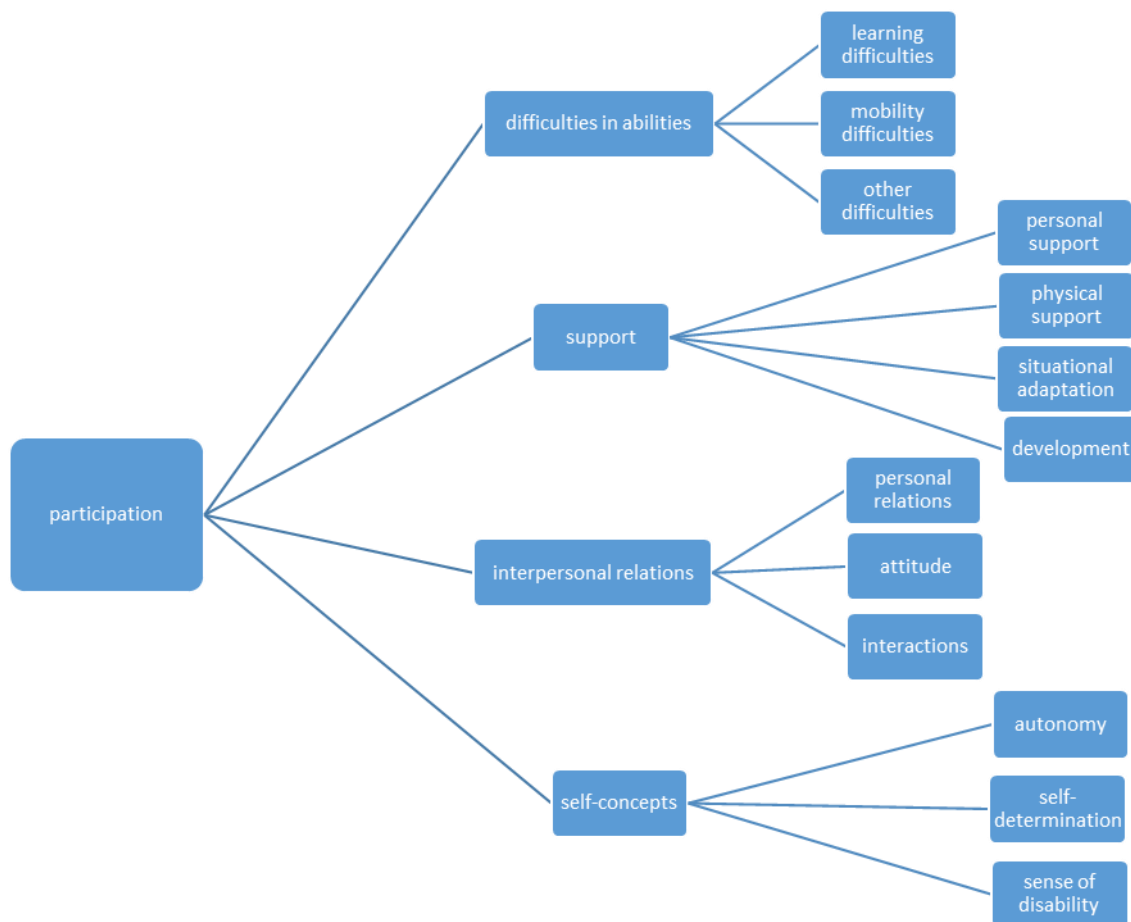 participation
difficulties in abilities
learning
difficulties
mobility
difficulties
other
difficulties
support
personal
support
physical
support
situational
adaptation
development
interpersonal relations
personal
relations
attitude
interactions
self-concepts
autonomy
self-
determination
sense of
disability